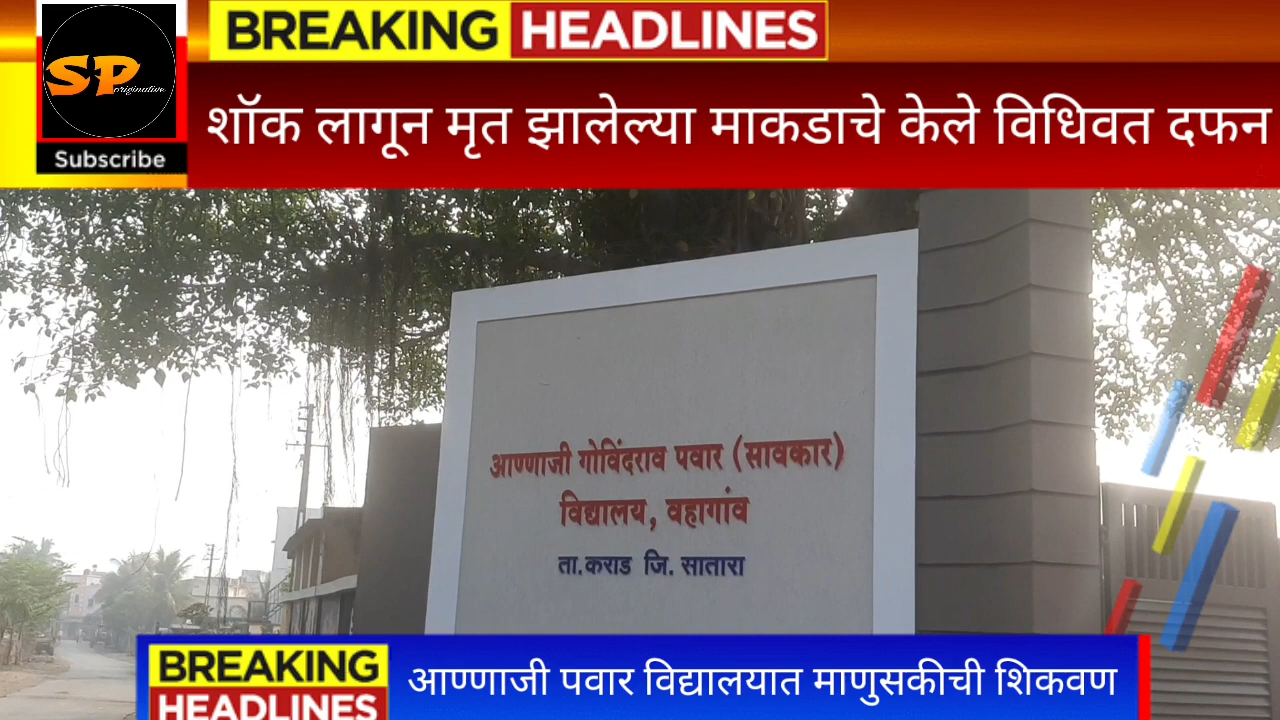 BREAKING HEADLINES
SP
originative
Subscribe
शॉक लागून मृत झालेल्या माकडाचे केले विधिवत दफन
आण्णाजी गोविंदराव पवार (सावकार)
विद्यालय, वहागांव
ता.कराड जि. सातारा
BREAKING
HEADLINES
आण्णाजी पवार विद्यालयात माणुसकीची शिकवण